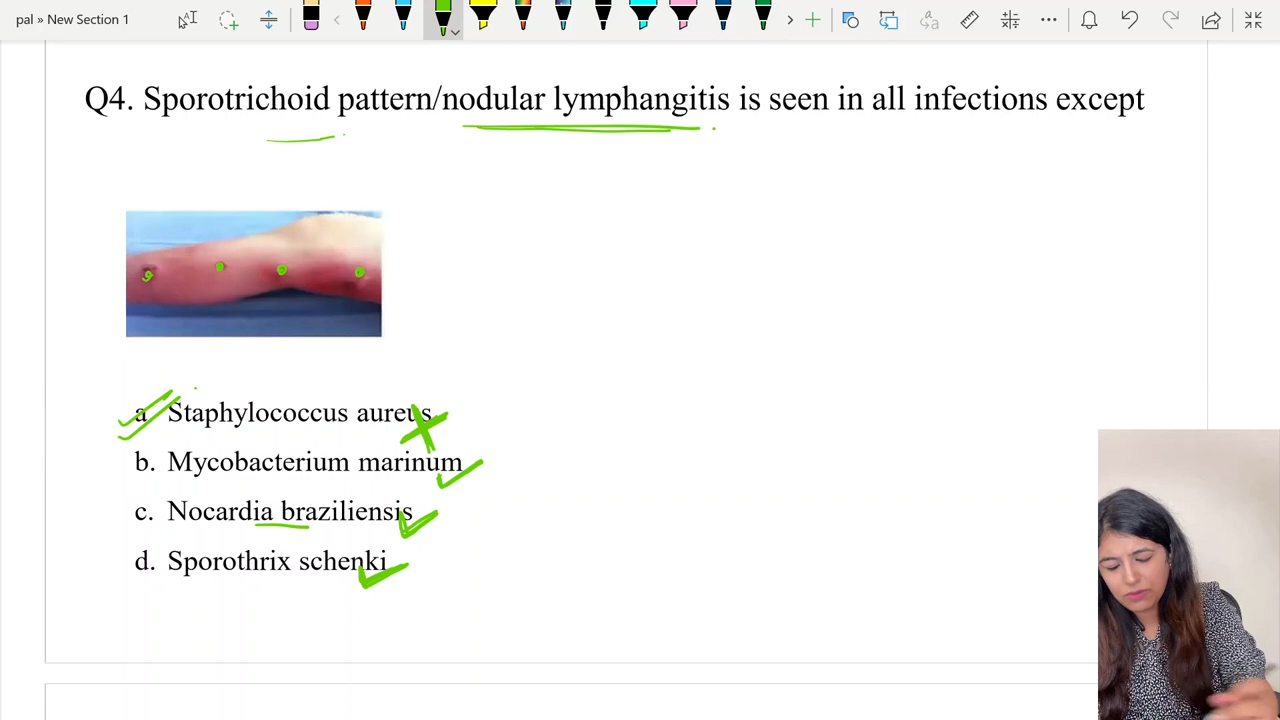 pal » New Section 1
Q4. Sporotrichoid pattern/nodular lymphangitis is seen in all infections except
a Staphylococcus aureus
b. Mycobacterium marinum
c. Nocardia braziliensis
d. Sporothrix schenki